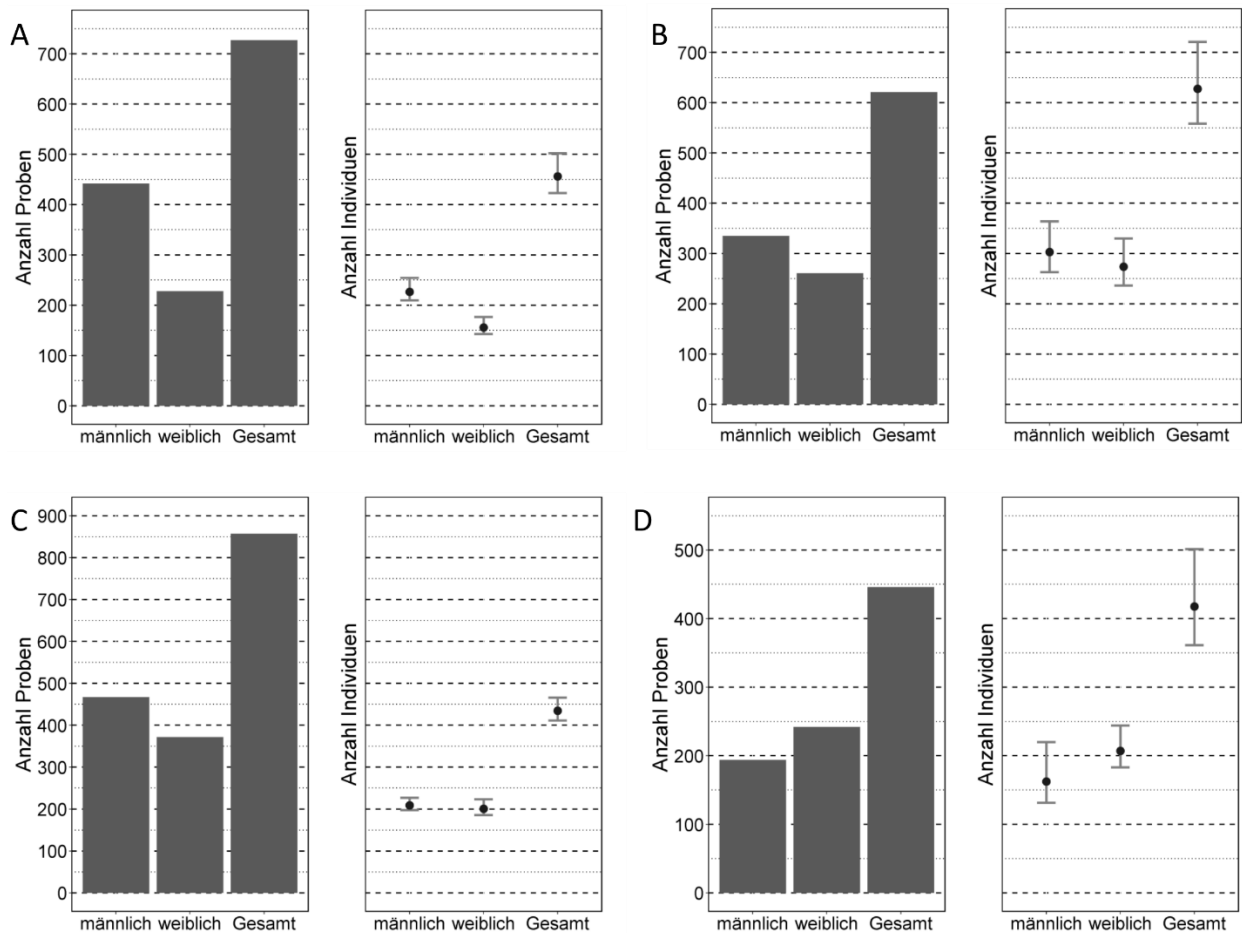 A
Anzahl Proben
700
600
500
400
300
200
100
0
männlich weiblich Gesamt
Anzahl Individuen
männlich weiblich Gesamt
B
Anzahl Proben
700
600
500
400
300
200
100
0
männlich weiblich Gesamt
Anzahl Individuen
männlich weiblich Gesamt
C
Anzahl Proben
900
800
700
600
500
400
300
200
100
0
männlich weiblich Gesamt
Anzahl Individuen
männlich weiblich Gesamt
D
Anzahl Proben
500
400
300
200
100
0
männlich weiblich Gesamt
Anzahl Individuen
männlich weiblich Gesamt